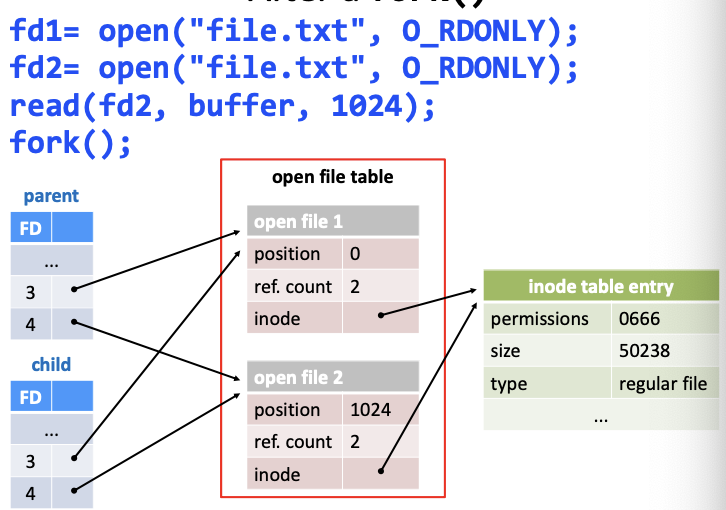 After a fork()
fd1= open("file.txt", O_RDONLY);
fd2= open("file.txt", O_RDONLY);
read(fd2, buffer, 1024);
fork();
open file table
parent
FD
...
3
4
child
FD
...
3
4
open file 1
position 0
ref. count 2
inode
open file 2
position 1024
ref. count 2
inode
inode table entry
permissions 0666
size 50238
type regular file
...